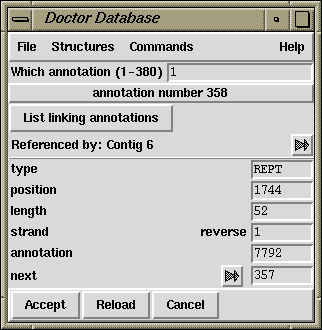 Doctor Database
File Structures Commands Help
Which annotation (1-380) 1
annotation number 358
List linking annotations
Referenced by: Contig 6
type REPT
position 1744
length 52
strand reverse 1
annotation 7792
next 357
Accept Reload Cancel